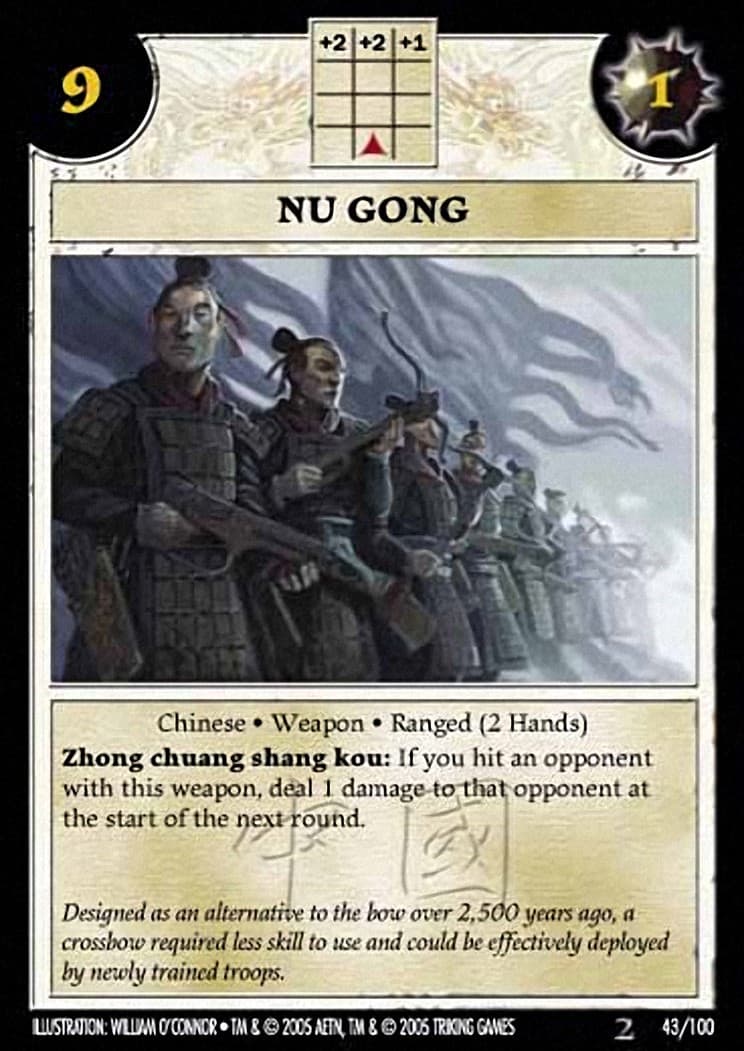 +2 +2 +1
9
1
NU GONG
Chinese • Weapon • Ranged (2 Hands)
Zhong chuang shang kou: If you hit an opponent
with this weapon, deal 1 damage to that opponent at
the start of the next round.
中國
Designed as an alternative to the bow over 2,500 years ago, a
crossbow required less skill to use and could be effectively deployed
by newly trained troops.
ILLUSTRATION: WILLIAM O'CONNOR • TM & © 2005 AETN, TM & © 2005 TRIKING GAMES 2 43/100